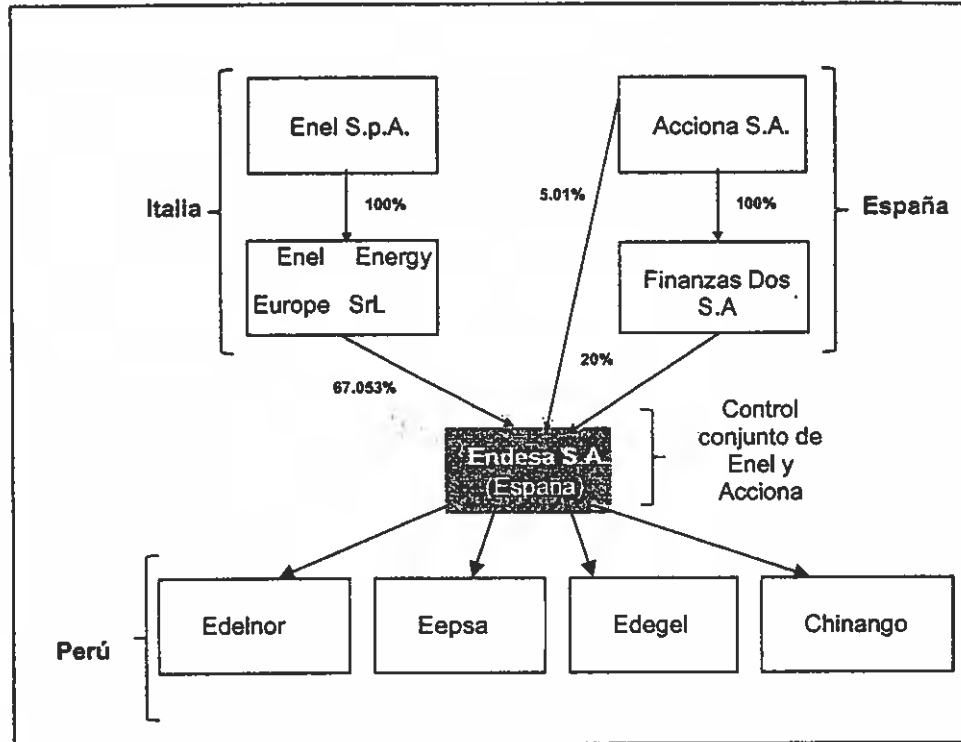 Enel S.p.A.
Acciona S.A.
Italia
100%
5.01%
100%
España
Enel Energy
Europe SrL
Finanzas Dos
S.A
67.053%
20%
Endesa S.A
(España)
Control
conjunto de
Enel y
Acciona
Perú
Edelnor
Eepsa
Edegel
Chinango